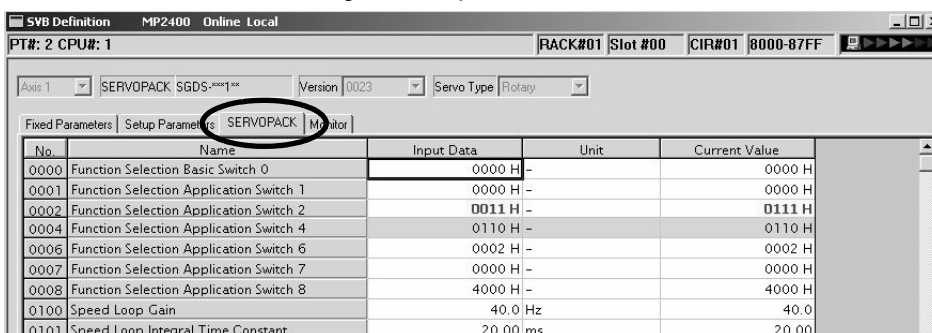 SVB Definition MP2400 Online Local
PT#: 2 CPU#: 1 RACK#01 Slot #00 CIR#01 8000-87FF
Axis 1 SERVOPACK SGDS-***1** Version 0023 Servo Type Rotary
Fixed Parameters Setup Parameters SERVOPACK Monitor
No. Name Input Data Unit Current Value
0000 Function Selection Basic Switch 0 0000 H - 0000 H
0001 Function Selection Application Switch 1 0000 H - 0000 H
0002 Function Selection Application Switch 2 0011 H - 0111 H
0004 Function Selection Application Switch 4 0110 H - 0110 H
0006 Function Selection Application Switch 6 0002 H - 0002 H
0007 Function Selection Application Switch 7 0000 H - 0000 H
0008 Function Selection Application Switch 8 4000 H - 4000 H
0100 Speed Loop Gain 40.0 Hz 40.0
0101 Speed Loop Integral Time Constant 20.00 ms 20.00